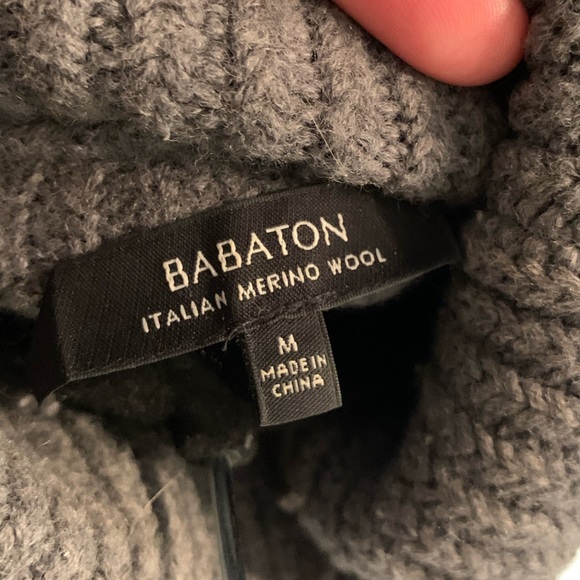 BABATON
ITALIAN MERINO WOOL
M
MADE IN
CHINA